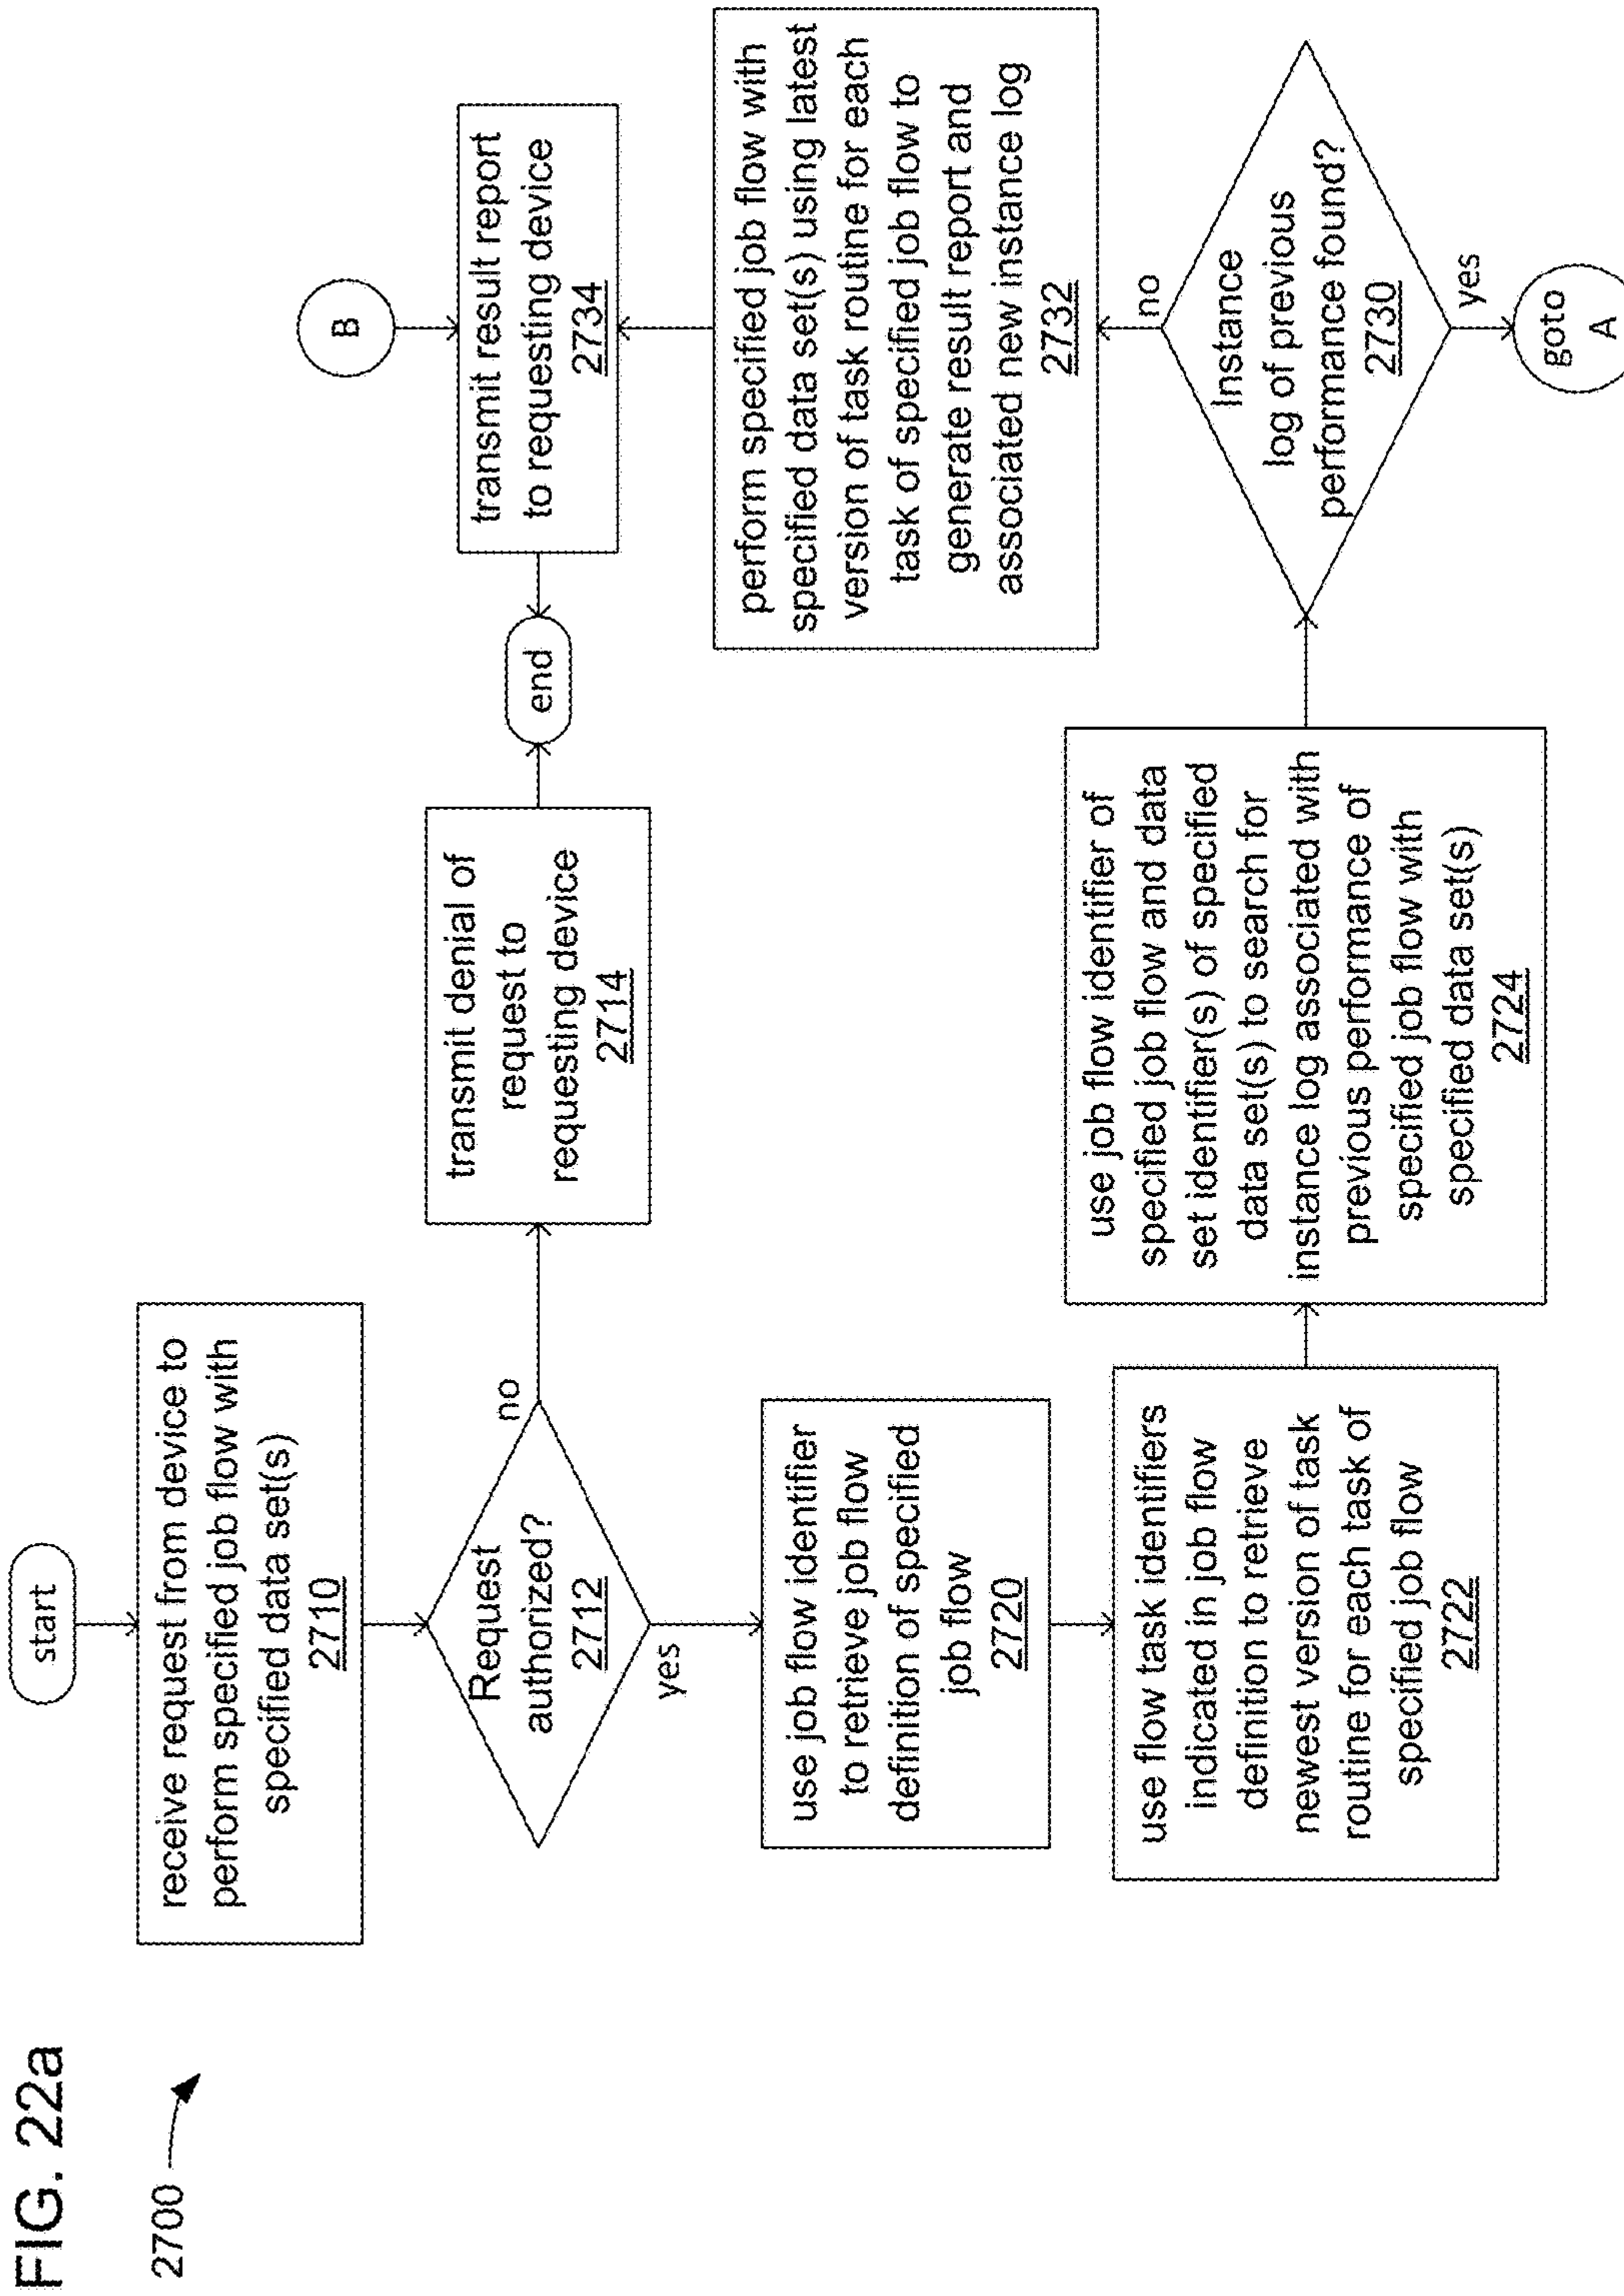 FIG. 22a
2700
start
receive request from device to
perform specified job flow with
specified data set(s)
2710
Request
authorized?
2712
no
yes
transmit denial of
request to
requesting device
2714
end
use job flow identifier
to retrieve job flow
definition of specified
job flow
2720
use flow task identifiers
indicated in job flow
definition to retrieve
newest version of task
routine for each task of
specified job flow
2722
use job flow identifier of
specified job flow and data
set identifier(s) of specified
data set(s) to search for
instance log associated with
previous performance of
specified job flow with
specified data set(s)
2724
Instance
log of previous
performance found?
2730
no
yes
goto
A
perform specified job flow with
specified data set(s) using latest
version of task routine for each
task of specified job flow to
generate result report and
associated new instance log
2732
B
transmit result report
to requesting device
2734